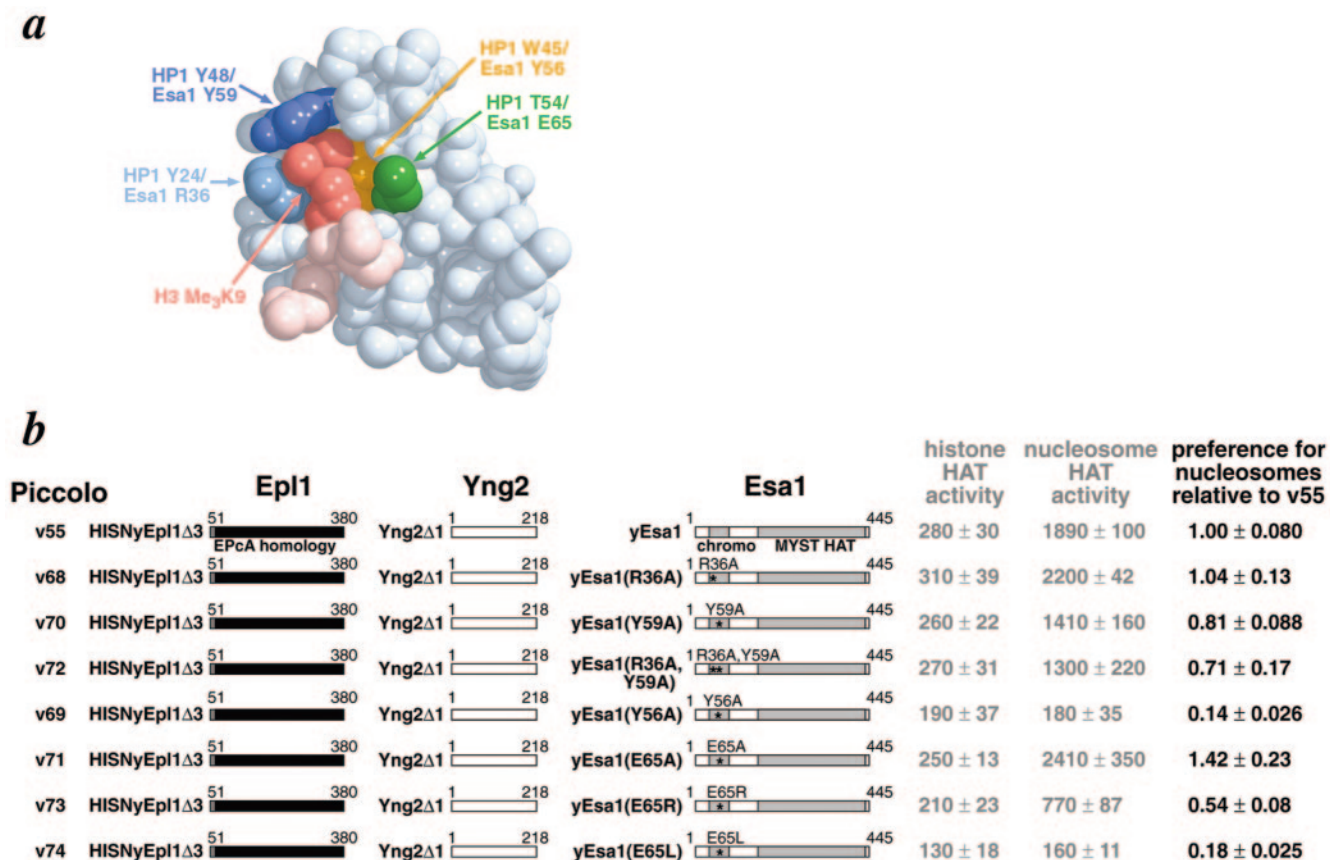 a
HP1 Y48/
Esa1 Y59
HP1 W45/
Esa1 Y56
HP1 T54/
Esa1 E65
HP1 Y24/
Esa1 R36
H3 Me₃K9
b
Piccolo Epl1 Yng2 Esa1 histone HAT activity nucleosome HAT activity preference for nucleosomes relative to v55
51 380 1 218 1 445
v55 HISNyEpl1Δ3 Yng2Δ1 yEsa1 280 ± 30 1890 ± 100 1.00 ± 0.080
EPcA homology chromo MYST HAT
51 380 1 218 1 R36A 445
v68 HISNyEpl1Δ3 Yng2Δ1 yEsa1(R36A) * 310 ± 39 2200 ± 42 1.04 ± 0.13
51 380 1 218 1 Y59A 445
v70 HISNyEpl1Δ3 Yng2Δ1 yEsa1(Y59A) * 260 ± 22 1410 ± 160 0.81 ± 0.088
51 380 1 218 1 R36A,Y59A 445
v72 HISNyEpl1Δ3 Yng2Δ1 yEsa1(R36A, Y59A) ** 270 ± 31 1300 ± 220 0.71 ± 0.17
51 380 1 218 1 Y56A 445
v69 HISNyEpl1Δ3 Yng2Δ1 yEsa1(Y56A) * 190 ± 37 180 ± 35 0.14 ± 0.026
51 380 1 218 1 E65A 445
v71 HISNyEpl1Δ3 Yng2Δ1 yEsa1(E65A) * 250 ± 13 2410 ± 350 1.42 ± 0.23
51 380 1 218 1 E65R 445
v73 HISNyEpl1Δ3 Yng2Δ1 yEsa1(E65R) * 210 ± 23 770 ± 87 0.54 ± 0.08
51 380 1 218 1 E65L 445
v74 HISNyEpl1Δ3 Yng2Δ1 yEsa1(E65L) * 130 ± 18 160 ± 11 0.18 ± 0.025